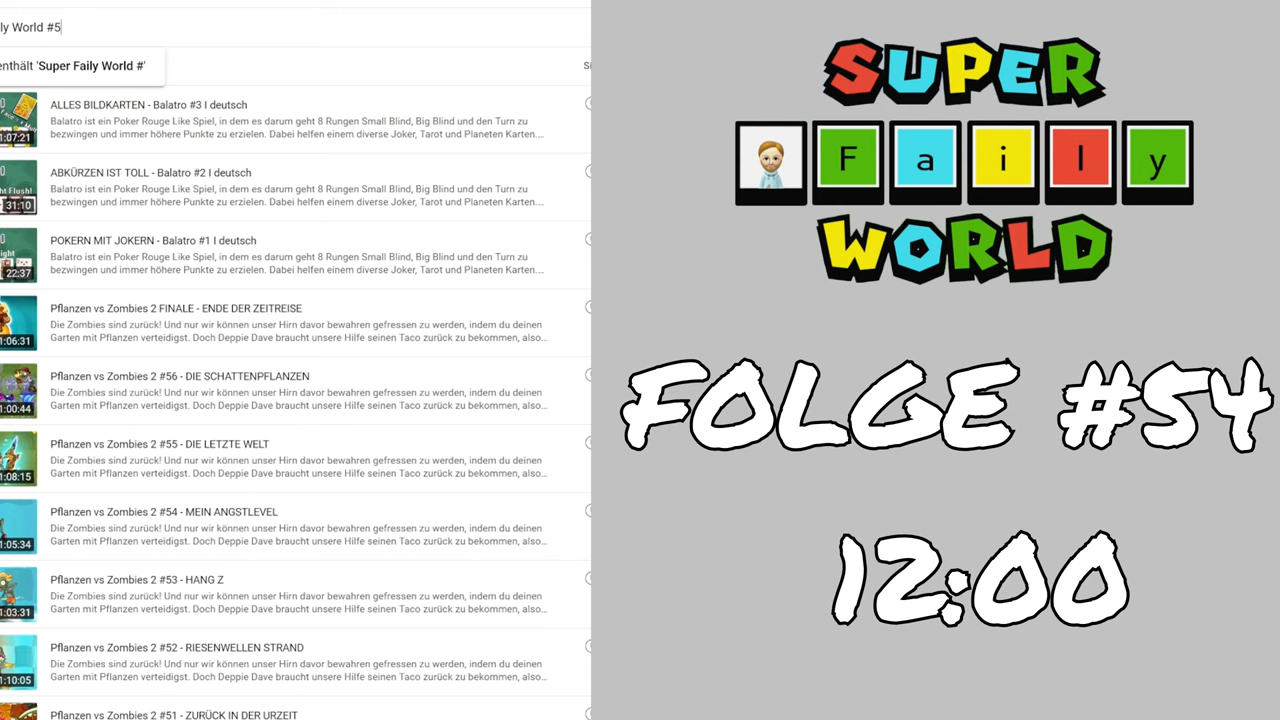 ly World #5
enthält 'Super Faily World #'
Si
1:07:21
ALLES BILDKARTEN - Balatro #3 I deutsch
Balatro ist ein Poker Rouge Like Spiel, in dem es darum geht 8 Rungen Small Blind, Big Blind und den Turn zu
bezwingen und immer höhere Punkte zu erzielen. Dabei helfen einem diverse Joker, Tarot und Planeten Karten....
ht Flush!
31:10
ABKÜRZEN IST TOLL - Balatro #2 I deutsch
Balatro ist ein Poker Rouge Like Spiel, in dem es darum geht 8 Rungen Small Blind, Big Blind und den Turn zu
bezwingen und immer höhere Punkte zu erzielen. Dabei helfen einem diverse Joker, Tarot und Planeten Karten....
22:37
POKERN MIT JOKERN - Balatro #1 I deutsch
Balatro ist ein Poker Rouge Like Spiel, in dem es darum geht 8 Rungen Small Blind, Big Blind und den Turn zu
bezwingen und immer höhere Punkte zu erzielen. Dabei helfen einem diverse Joker, Tarot und Planeten Karten....
1:06:31
Pflanzen vs Zombies 2 FINALE - ENDE DER ZEITREISE
Die Zombies sind zurück! Und nur wir können unser Hirn davor bewahren gefressen zu werden, indem du deinen
Garten mit Pflanzen verteidigst. Doch Deppie Dave braucht unsere Hilfe seinen Taco zurück zu bekommen, also...
1:00:44
Pflanzen vs Zombies 2 #56 - DIE SCHATTENPFLANZEN
Die Zombies sind zurück! Und nur wir können unser Hirn davor bewahren gefressen zu werden, indem du deinen
Garten mit Pflanzen verteidigst. Doch Deppie Dave braucht unsere Hilfe seinen Taco zurück zu bekommen, also...
1:08:15
Pflanzen vs Zombies 2 #55 - DIE LETZTE WELT
Die Zombies sind zurück! Und nur wir können unser Hirn davor bewahren gefressen zu werden, indem du deinen
Garten mit Pflanzen verteidigst. Doch Deppie Dave braucht unsere Hilfe seinen Taco zurück zu bekommen, also...
1:05:34
Pflanzen vs Zombies 2 #54 - MEIN ANGSTLEVEL
Die Zombies sind zurück! Und nur wir können unser Hirn davor bewahren gefressen zu werden, indem du deinen
Garten mit Pflanzen verteidigst. Doch Deppie Dave braucht unsere Hilfe seinen Taco zurück zu bekommen, also...
1:03:31
Pflanzen vs Zombies 2 #53 - HANG Z
Die Zombies sind zurück! Und nur wir können unser Hirn davor bewahren gefressen zu werden, indem du deinen
Garten mit Pflanzen verteidigst. Doch Deppie Dave braucht unsere Hilfe seinen Taco zurück zu bekommen, also...
1:10:05
Pflanzen vs Zombies 2 #52 - RIESENWELLEN STRAND
Die Zombies sind zurück! Und nur wir können unser Hirn davor bewahren gefressen zu werden, indem du deinen
Garten mit Pflanzen verteidigst. Doch Deppie Dave braucht unsere Hilfe seinen Taco zurück zu bekommen, also...
Pflanzen vs Zombies 2 #51 - ZURÜCK IN DER URZEIT
SUPER
Faily
WORLD
FOLGE #54
12:00